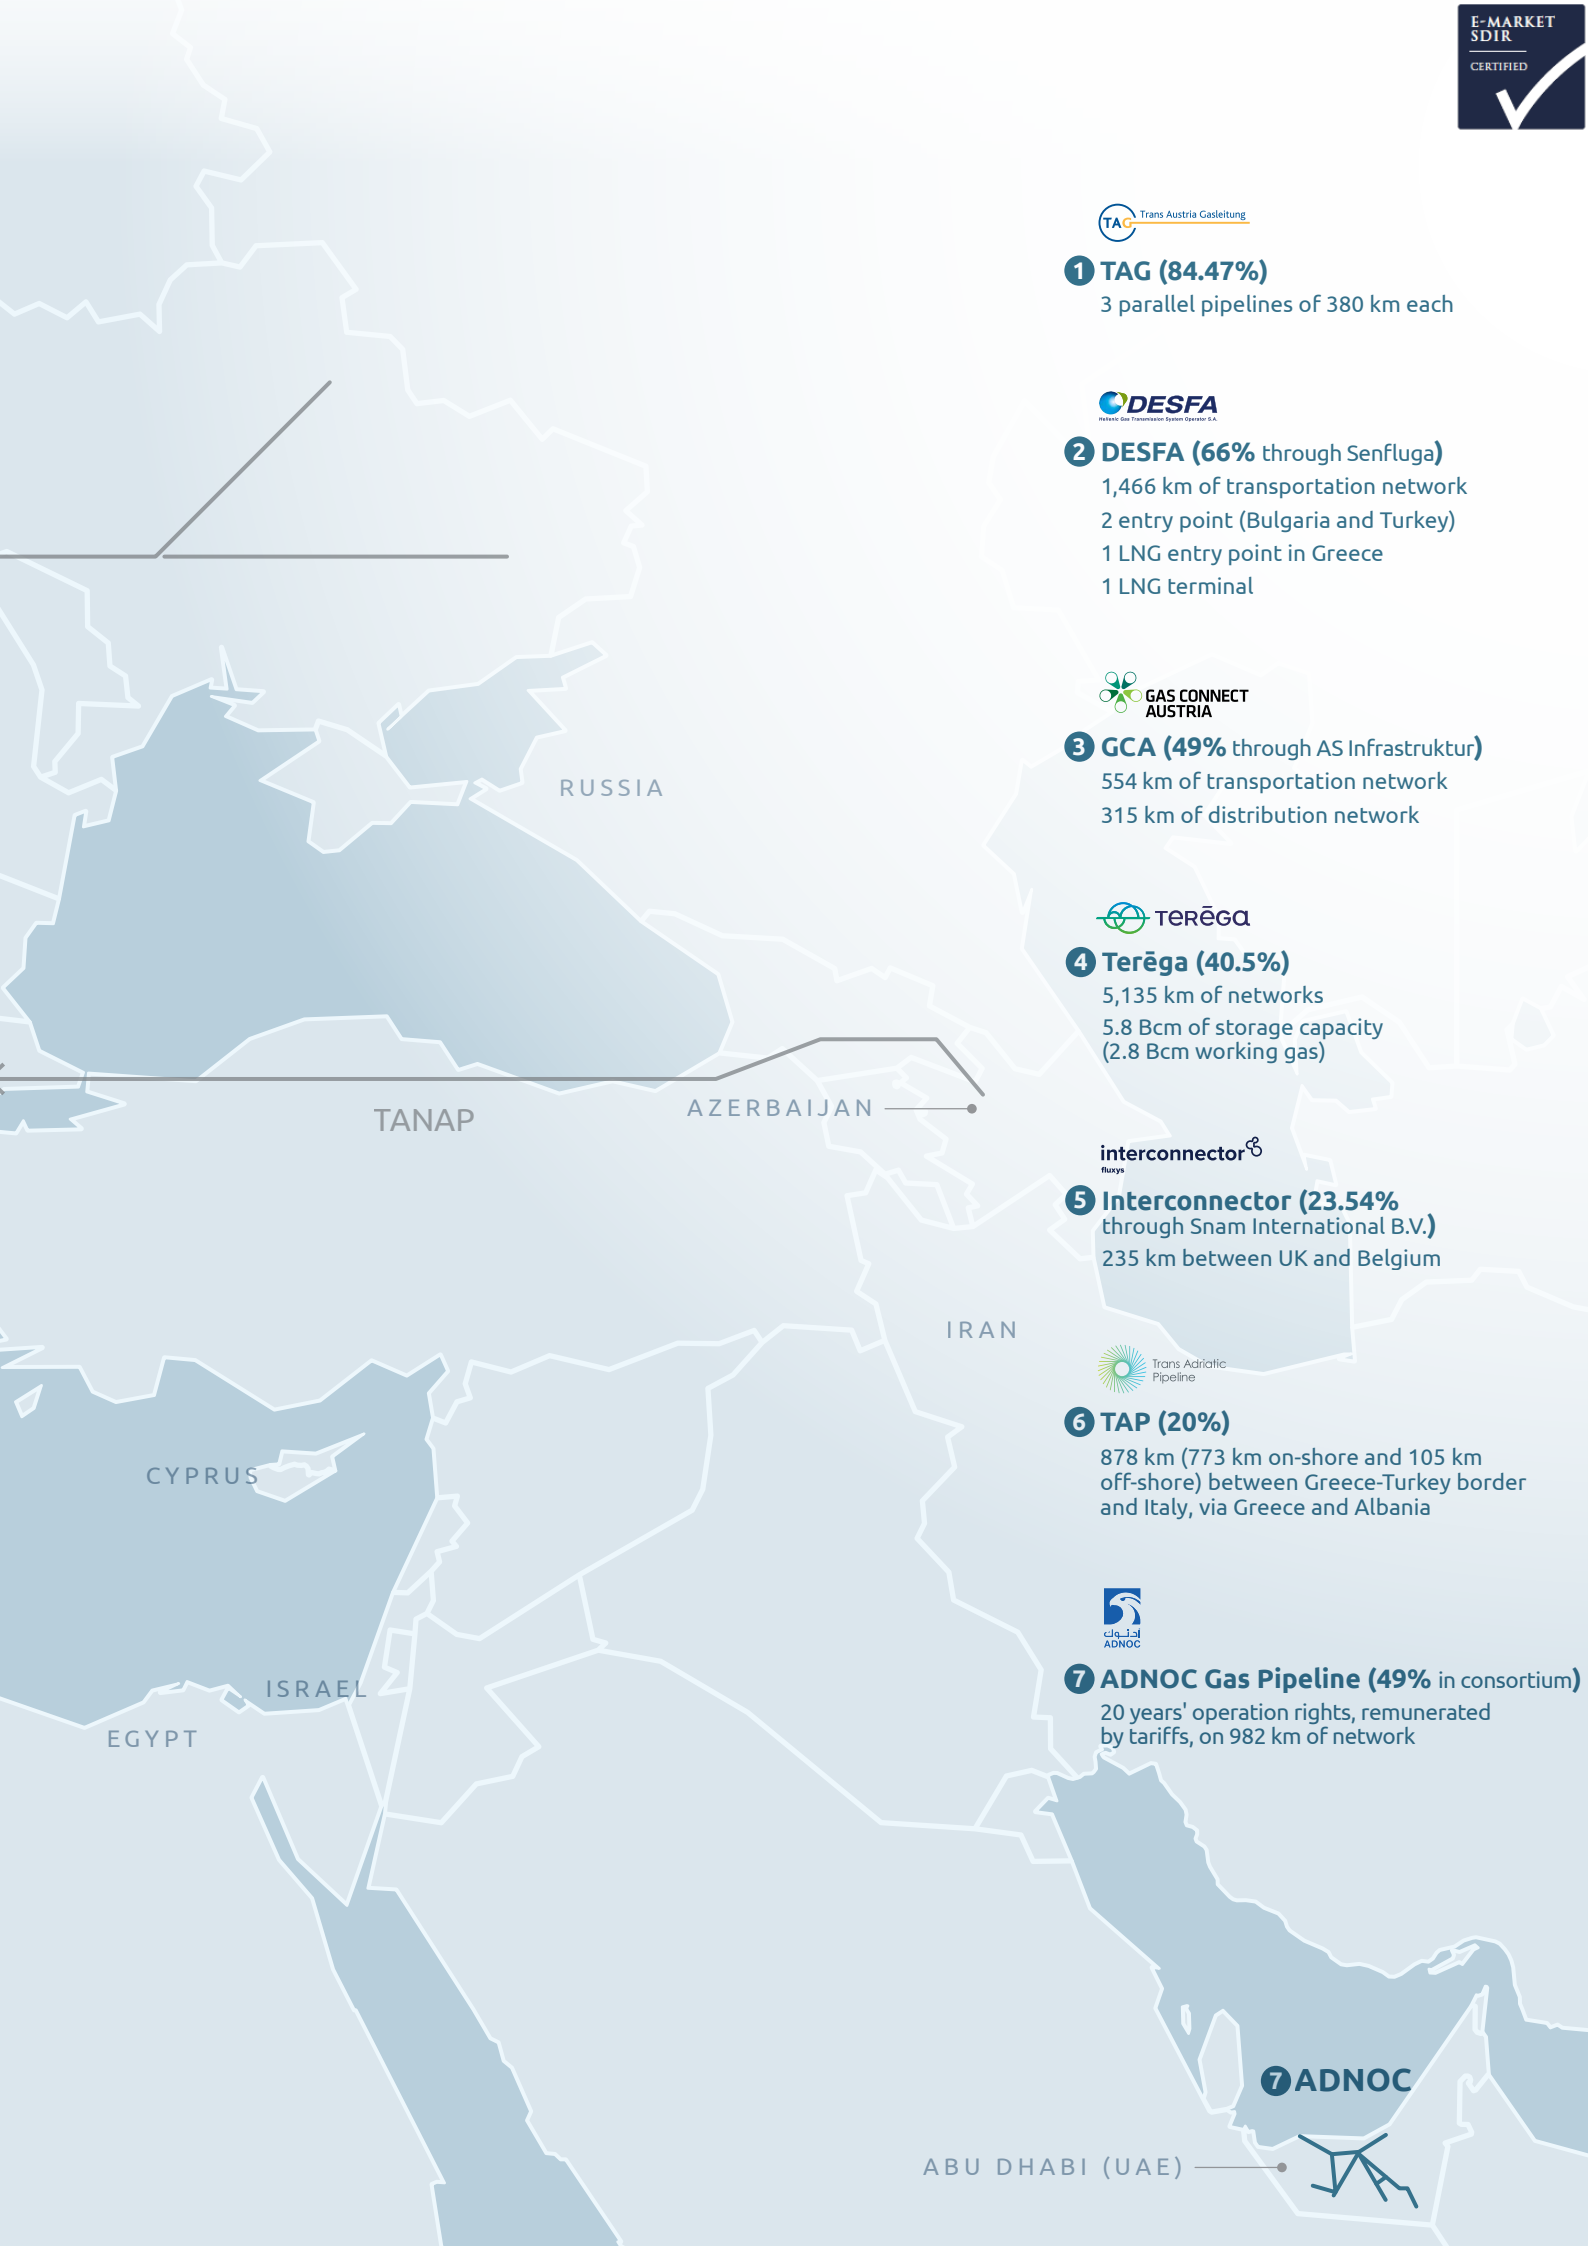 E-MARKET
SDIR
CERTIFIED
TAG Trans Austria Gasleitung
1 TAG (84.47%)
3 parallel pipelines of 380 km each
DESFA
Hellenic Gas Transmission System Operator S.A.
2 DESFA (66% through Senfluga)
1,466 km of transportation network
2 entry point (Bulgaria and Turkey)
1 LNG entry point in Greece
1 LNG terminal
GAS CONNECT
AUSTRIA
3 GCA (49% through AS Infrastruktur)
554 km of transportation network
315 km of distribution network
TERĒGA
4 Terēga (40.5%)
5,135 km of networks
5.8 Bcm of storage capacity
(2.8 Bcm working gas)
interconnector
fluxys
5 Interconnector (23.54%
through Snam International B.V.)
235 km between UK and Belgium
Trans Adriatic
Pipeline
6 TAP (20%)
878 km (773 km on-shore and 105 km
off-shore) between Greece-Turkey border
and Italy, via Greece and Albania
ادنوك
ADNOC
7 ADNOC Gas Pipeline (49% in consortium)
20 years' operation rights, remunerated
by tariffs, on 982 km of network
RUSSIA
AZERBAIJAN
TANAP
IRAN
CYPRUS
ISRAEL
EGYPT
7 ADNOC
ABU DHABI (UAE)